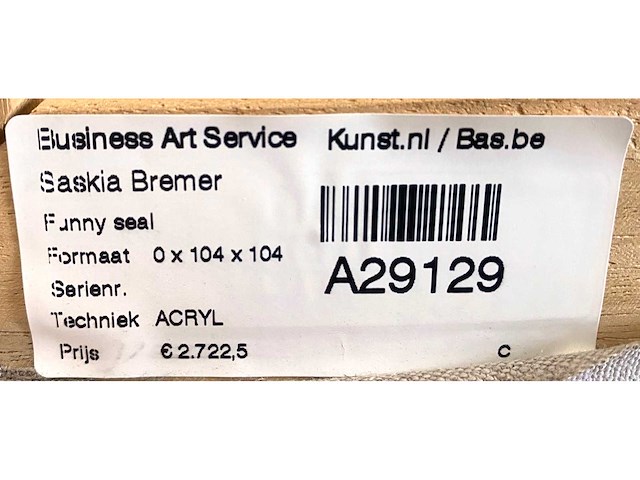 Business Art Service Kunst.nl / Bas.be
Saskia Bremer
Funny seal
Formaat 0 x 104 x 104
A29129
Serienr.
Techniek ACRYL
Prijs € 2.722,5 C